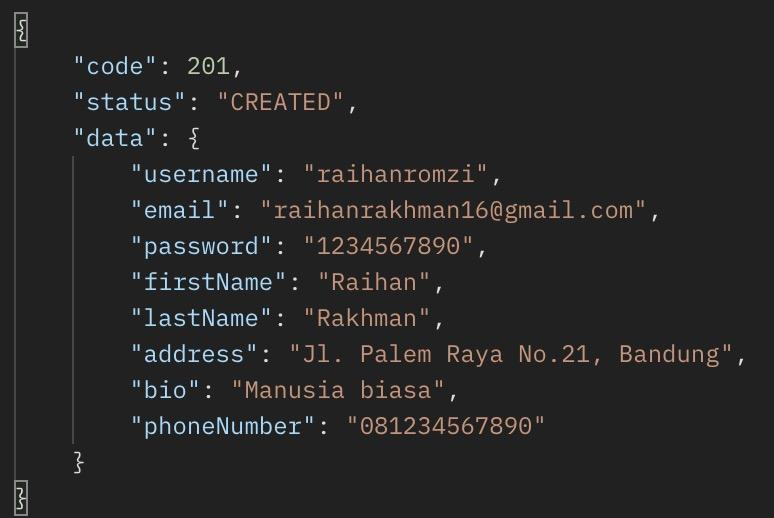 {
    "code": 201,
    "status": "CREATED",
    "data": {
        "username": "raihanromzi",
        "email": "raihanrakhman16@gmail.com",
        "password": "1234567890",
        "firstName": "Raihan",
        "lastName": "Rakhman",
        "address": "Jl. Palem Raya No.21, Bandung",
        "bio": "Manusia biasa",
        "phoneNumber": "081234567890"
    }
}